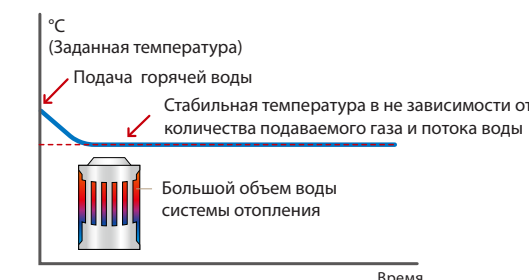 °C
(Заданная температура)
Подача горячей воды
Стабильная температура в не зависимости от
количества подаваемого газа и потока воды
Большой объем воды
системы отопления
Время